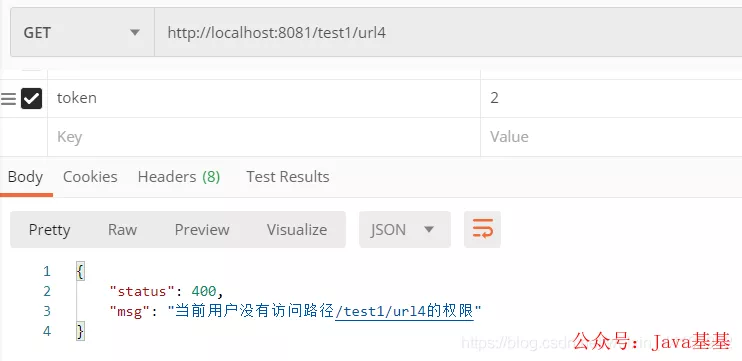 GET http://localhost:8081/test1/url4
token 2
Key Value
Body Cookies Headers (8) Test Results
Pretty Raw Preview Visualize JSON
1 {
2 "status": 400,
3 "msg": "当前用户没有访问路径/test1/url4的权限"
4 }
https://blog.csd
公众号：Java基基